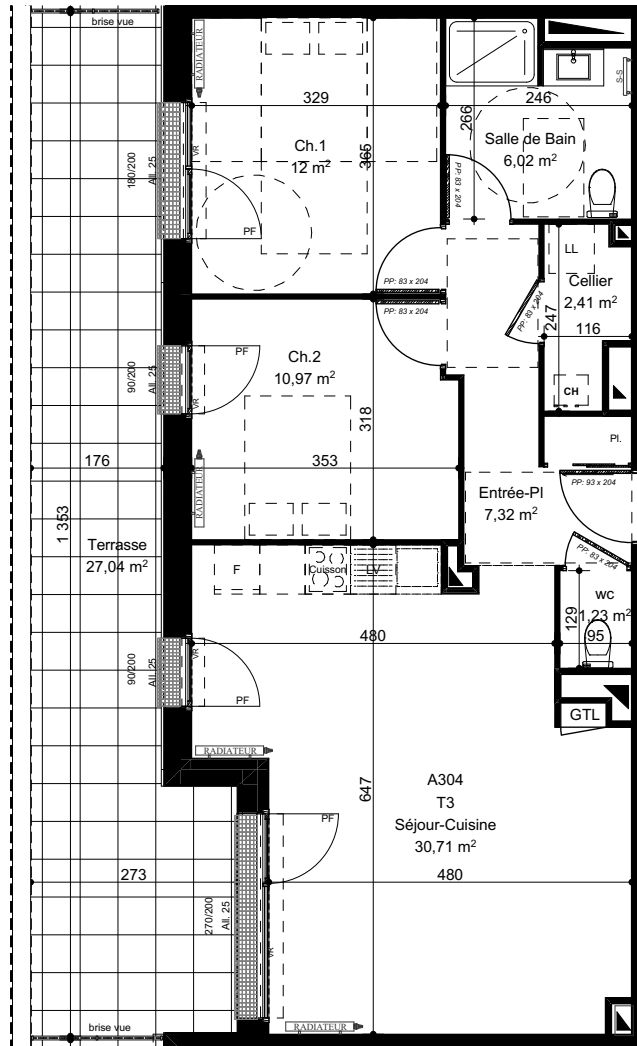 brise vue
RADIATEUR
329
246
266
S-S
Salle de Bain
6,02 m²
Ch.1
12 m²
365
VR
180/200
All. 25
PF
PP: 83 x 204
PP: 83 x 204
PP: 83 x 204
LL
Cellier
2,41 m²
247
116
PP: 83 x 204
CH
Ch.2
10,97 m²
PF
90/200
All. 25
VR
318
353
176
1 353
RADIATEUR
Pl.
PP: 93 x 204
Entrée-Pl
7,32 m²
PP: 83 x 204
Terrasse
27,04 m²
F
Cuisson
LV
wc
1,23 m²
129
95
480
VR
90/200
All. 25
PF
GTL
RADIATEUR
647
A304
T3
Séjour-Cuisine
30,71 m²
PF
273
480
270/200
All. 25
VR
brise vue
RADIATEUR